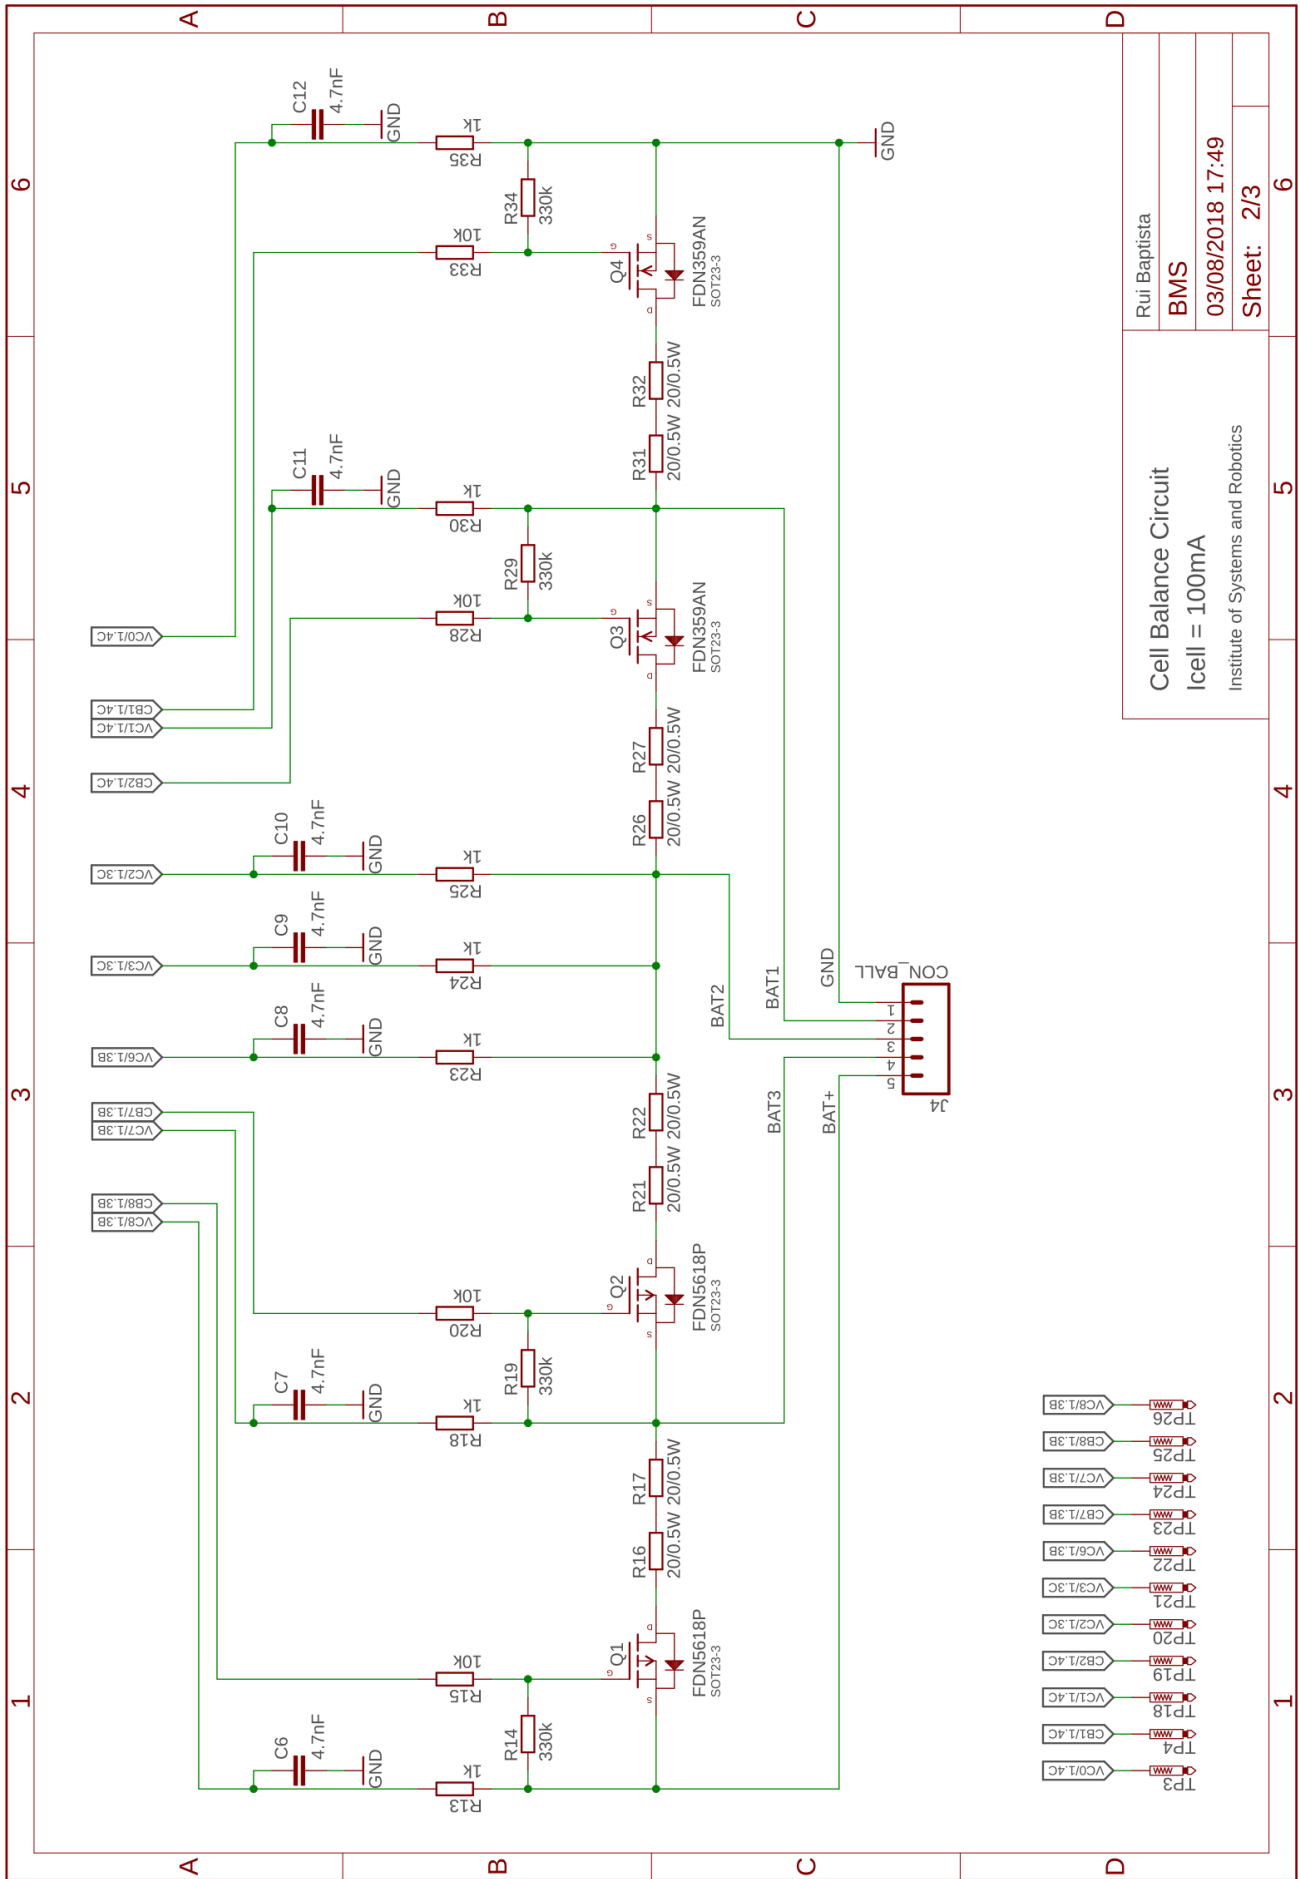 A
B
C
D
1
2
3
4
5
6
VC8/1.3B
CB8/1.3B
VC7/1.3B
CB7/1.3B
VC6/1.3B
VC3/1.3C
VC2/1.3C
CB2/1.4C
VC1/1.4C
CB1/1.4C
VC0/1.4C
C6
4.7nF
GND
C7
4.7nF
GND
C8
4.7nF
GND
C9
4.7nF
GND
C10
4.7nF
GND
C11
4.7nF
GND
C12
4.7nF
GND
R13
1k
R15
10k
R18
1k
R20
10k
R23
1k
R24
1k
R25
1k
R28
10k
R30
1k
R33
10k
R35
1k
R14
330k
R19
330k
R29
330k
R34
330k
Q1
G
S
D
FDN5618P
SOT23-3
R16
20/0.5W
R17
20/0.5W
Q2
G
S
D
FDN5618P
SOT23-3
R21
20/0.5W
R22
20/0.5W
R26
20/0.5W
R27
20/0.5W
Q3
G
D
S
FDN359AN
SOT23-3
R31
20/0.5W
R32
20/0.5W
Q4
G
D
S
FDN359AN
SOT23-3
BAT+
BAT3
BAT2
BAT1
GND
GND
J4
CON_BALL
5
4
3
2
1
VC0/1.4C
TP3
CB1/1.4C
TP4
VC1/1.4C
TP18
CB2/1.4C
TP19
VC2/1.3C
TP20
VC3/1.3C
TP21
VC6/1.3B
TP22
CB7/1.3B
TP23
VC7/1.3B
TP24
CB8/1.3B
TP25
VC8/1.3B
TP26
Cell Balance Circuit
Icell = 100mA
Institute of Systems and Robotics
Rui Baptista
BMS
03/08/2018 17:49
Sheet: 2/3
A
B
C
D
1
2
3
4
5
6